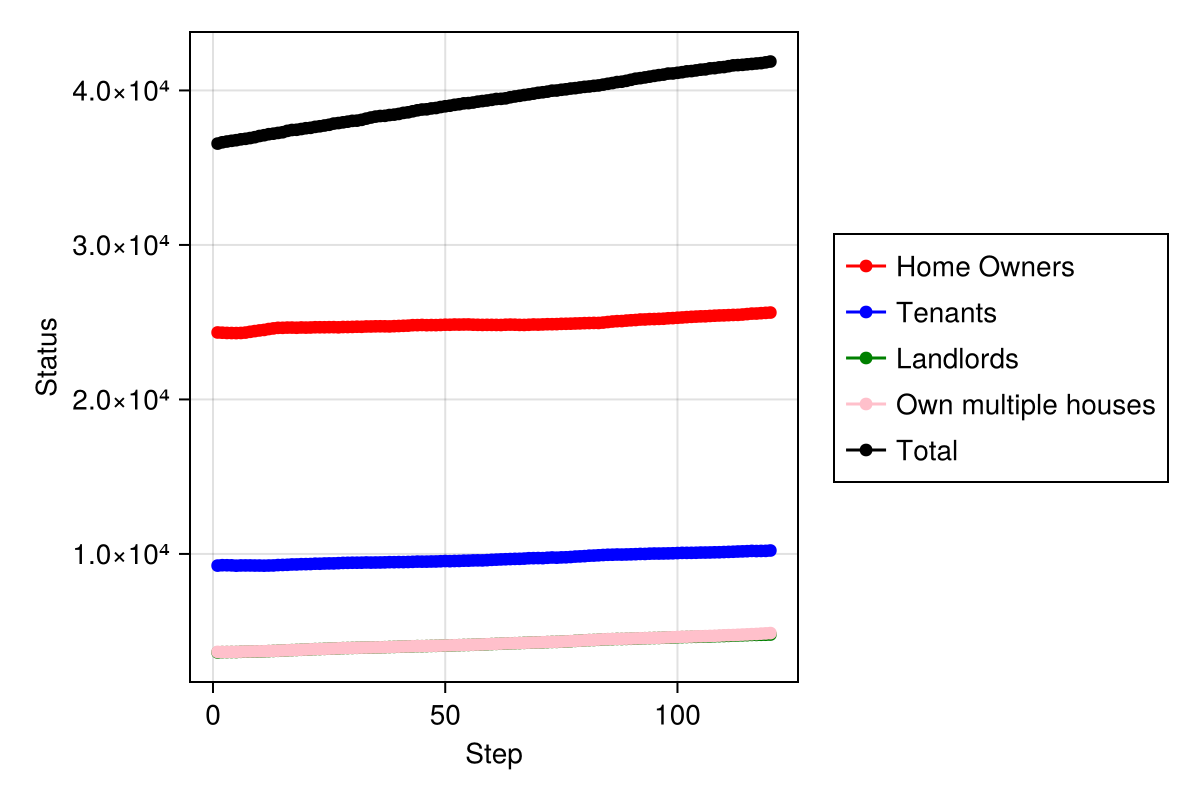 4.0×10⁴
3.0×10⁴
2.0×10⁴
1.0×10⁴
Status
0 50 100
Step
Home Owners
Tenants
Landlords
Own multiple houses
Total